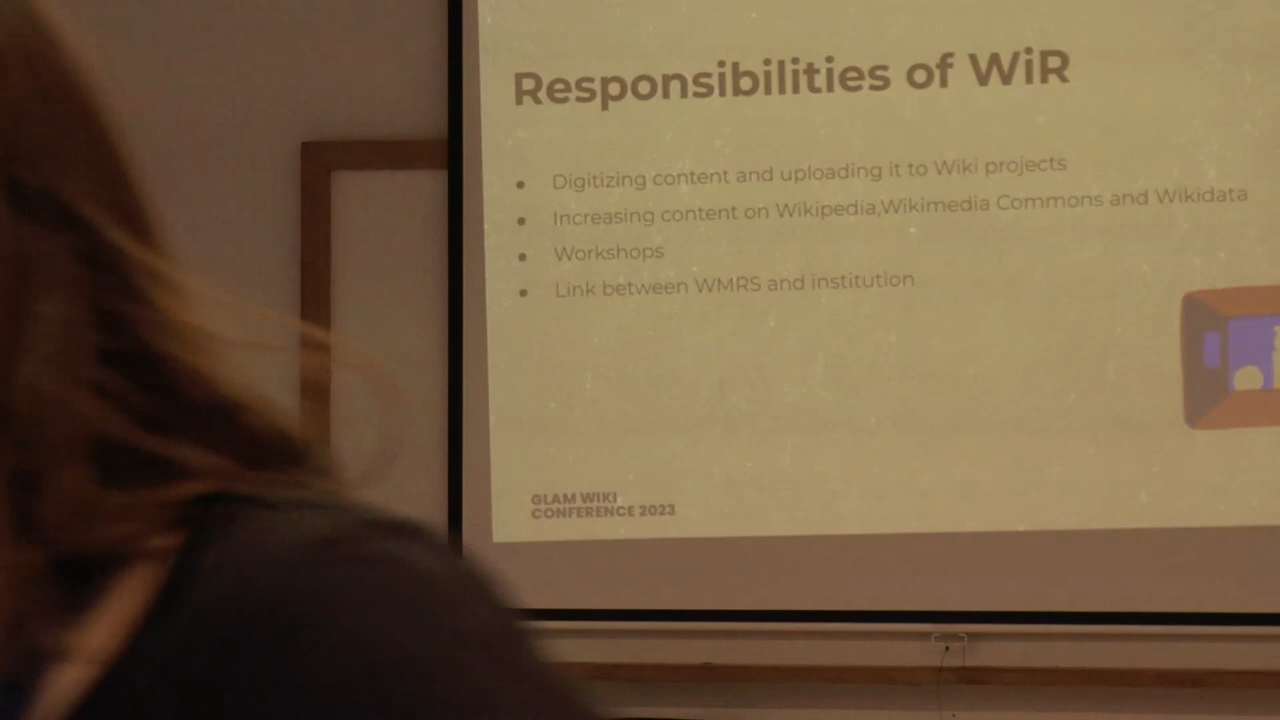 Responsibilities of WiR
Digitizing content and uploading it to Wiki projects
Increasing content on Wikipedia,Wikimedia Commons and Wikidata
Workshops
Link between WMRS and institution
GLAM WIKI
CONFERENCE 2023